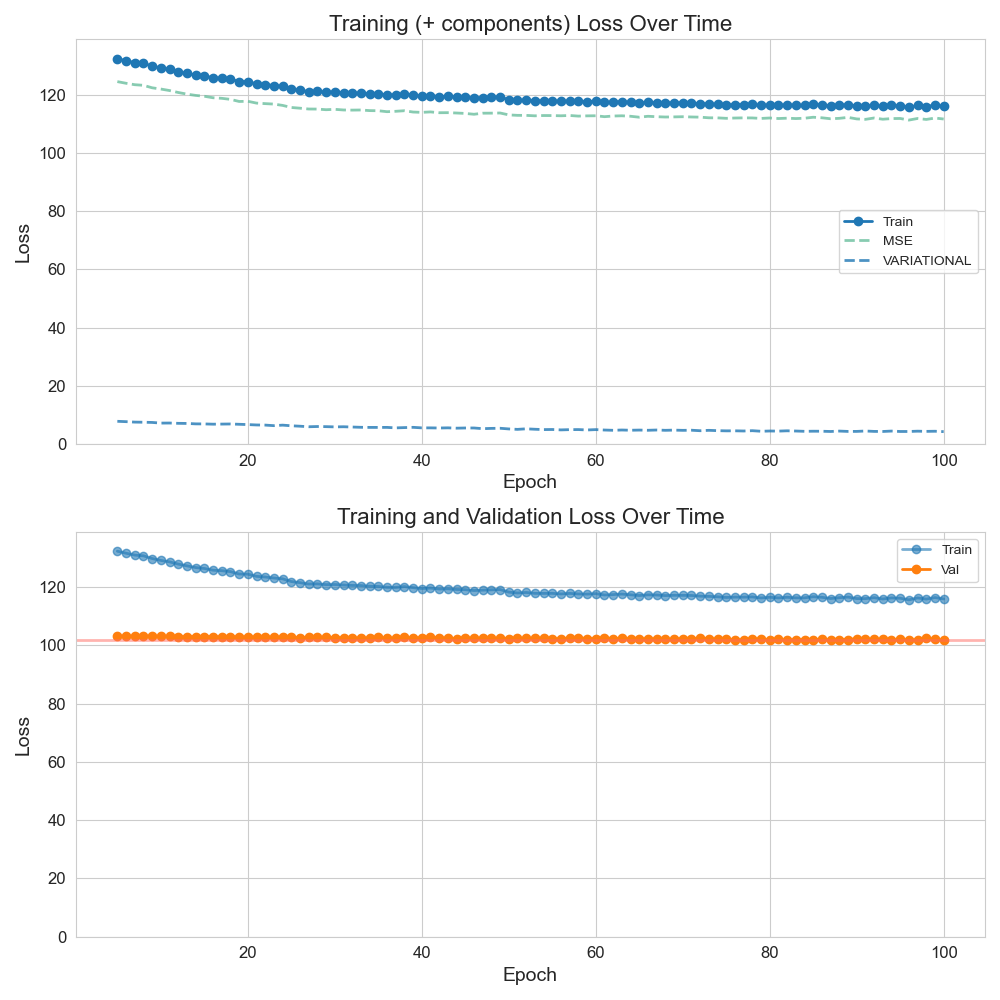 Training (+ components) Loss Over Time
120
100
80
60
40
20
0
Loss
Train
MSE
VARIATIONAL
20 40 60 80 100
Epoch
Training and Validation Loss Over Time
120
100
80
60
40
20
0
Loss
Train
Val
20 40 60 80 100
Epoch